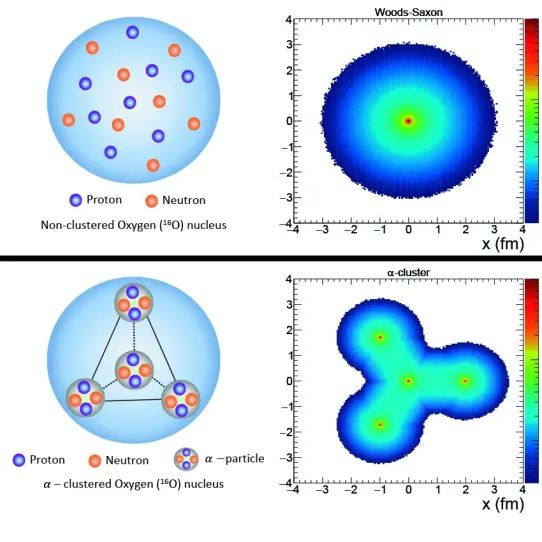 Woods-Saxon
4
3
2
1
0
−1
−2
−3
−4
−4 −3 −2 −1 0 1 2 3 4
x (fm)
Proton Neutron
Non-clustered Oxygen (¹⁶O) nucleus
α-cluster
4
3
2
1
0
−1
−2
−3
−4
−4 −3 −2 −1 0 1 2 3 4
x (fm)
Proton Neutron α −particle
α − clustered Oxygen (¹⁶O) nucleus